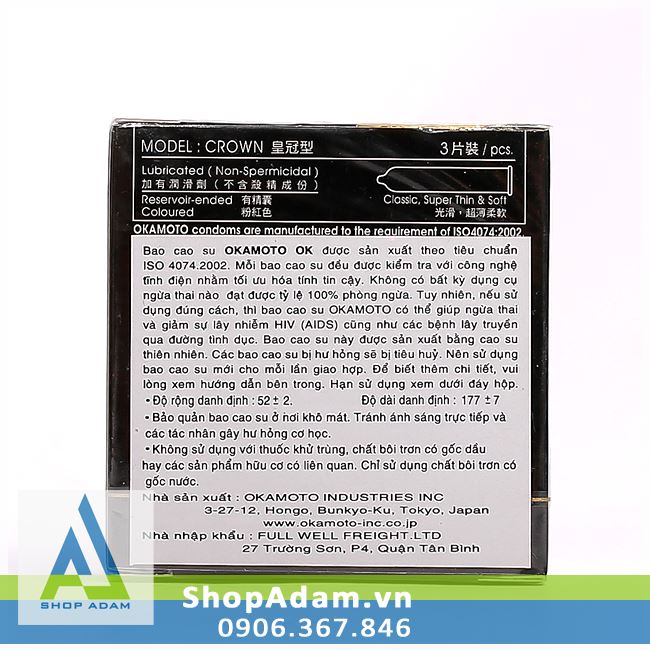 MODEL : CROWN 皇冠型 3片裝 / pcs.
Lubricated ( Non-Spermicidal )
加有潤滑劑 ( 不含殺精成份 )
Reservoir-ended 有精囊 Classic, Super Thin & Soft
Coloured 粉紅色 光滑，超薄柔軟
OKAMOTO condoms are manufactured to the requirement of ISO4074:2002.
Bao cao su OKAMOTO OK được sản xuất theo tiêu chuẩn
ISO 4074:2002. Mỗi bao cao su đều được kiểm tra với công nghệ
tĩnh điện nhằm tối ưu hóa tính tin cậy. Không có bất kỳ dụng cụ
ngừa thai nào đạt được tỷ lệ 100% phòng ngừa. Tuy nhiên, nếu sử
dụng đúng cách, thì bao cao su OKAMOTO có thể giúp ngừa thai
và giảm sự lây nhiễm HIV (AIDS) cũng như các bệnh lây truyền
qua đường tình dục. Bao cao su này được sản xuất bằng cao su
thiên nhiên. Các bao cao su bị hư hỏng sẽ bị tiêu huỷ. Nên sử dụng
bao cao su mới cho mỗi lần giao hợp. Để biết thêm chi tiết, vui
lòng xem hướng dẫn bên trong. Hạn sử dụng xem dưới đáy hộp.
• Độ rộng danh định : 52 ± 2. Độ dài danh định : 177 ± 7
• Bảo quản bao cao su ở nơi khô mát. Tránh ánh sáng trực tiếp và
các tác nhân gây hư hỏng cơ học.
• Không sử dụng với thuốc khử trùng, chất bôi trơn có gốc dầu
hay các sản phẩm hữu cơ có liên quan. Chỉ sử dụng chất bôi trơn có
gốc nước.
Nhà sản xuất : OKAMOTO INDUSTRIES INC
3-27-12, Hongo, Bunkyo-Ku, Tokyo, Japan
www.okamoto-inc.co.jp
Nhà nhập khẩu : FULL WELL FREIGHT.LTD
27 Trường Sơn, P4, Quận Tân Bình
SHOP ADAM
ShopAdam.vn
0906.367.846